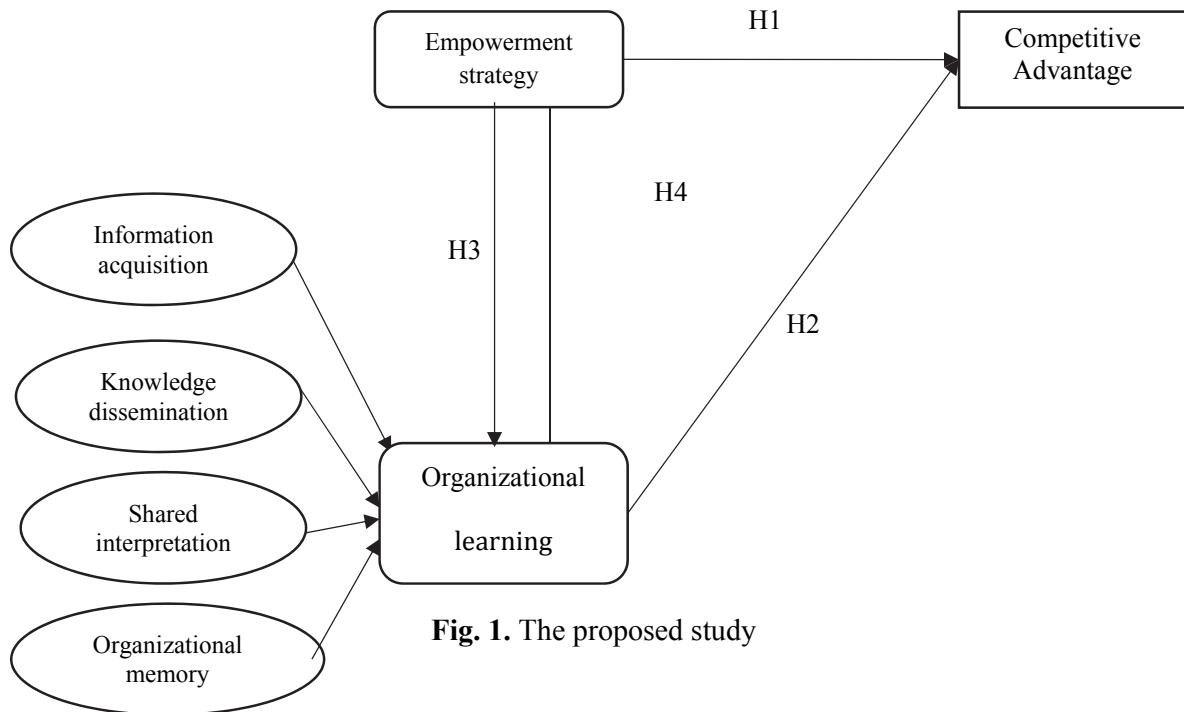 H1
Empowerment
strategy
Competitive
Advantage
H4
Information
acquisition
H3
H2
Knowledge
dissemination
Organizational
learning
Shared
interpretation
Organizational
memory
Fig. 1. The proposed study